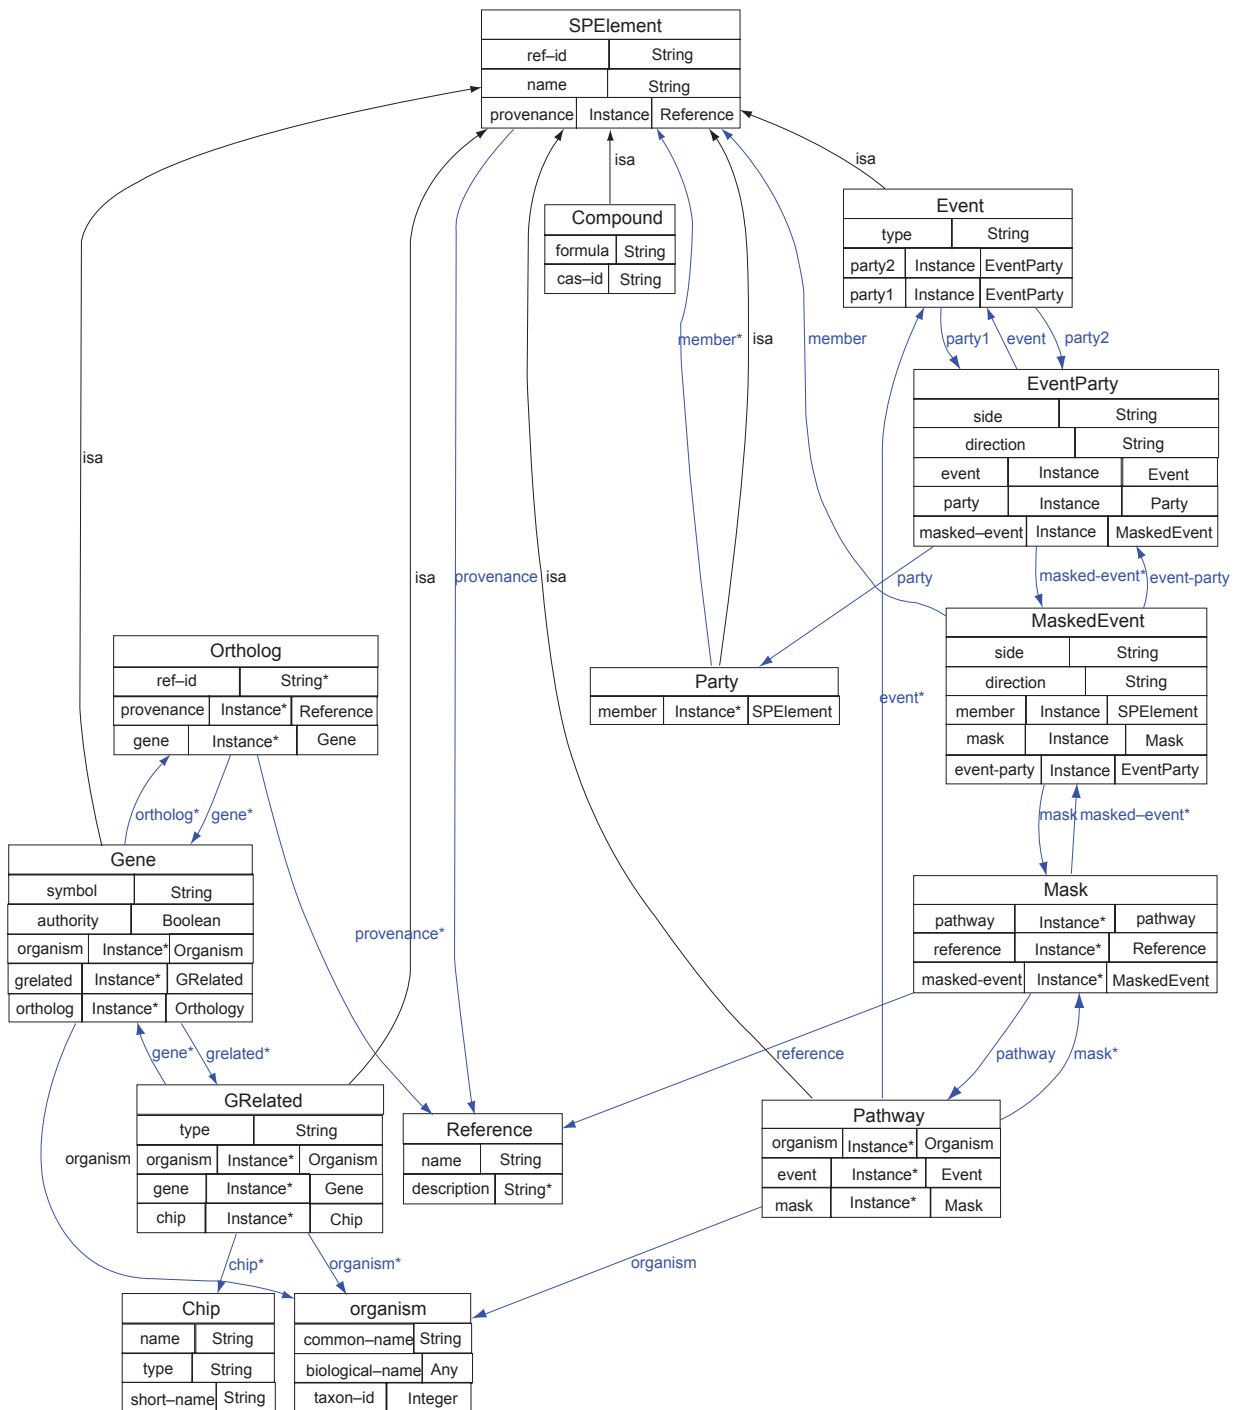 SPElement
ref–id String
name String
provenance Instance Reference
isa
isa
Compound
formula String
cas–id String
Event
type String
party2 Instance EventParty
party1 Instance EventParty
member* isa member party1 event party2
EventParty
side String
direction String
event Instance Event
party Instance Party
masked–event Instance MaskedEvent
isa
isa provenance isa party masked-event* event-party
MaskedEvent
side String
direction String
member Instance SPElement
mask Instance Mask
event-party Instance EventParty
Ortholog
ref–id String*
provenance Instance* Reference
gene Instance* Gene
Party
member Instance* SPElement
event*
ortholog* gene* mask masked–event*
Gene
symbol String
authority Boolean
organism Instance* Organism
grelated Instance* GRelated
ortholog Instance* Orthology
Mask
pathway Instance* pathway
reference Instance* Reference
masked-event Instance* MaskedEvent
provenance*
gene* grelated* reference pathway mask*
GRelated
type String
organism Instance* Organism
gene Instance* Gene
chip Instance* Chip
Reference
name String
description String*
Pathway
organism Instance* Organism
event Instance* Event
mask Instance* Mask
organism
chip* organism* organism
Chip
name String
type String
short–name String
organism
common–name String
biological–name Any
taxon–id Integer